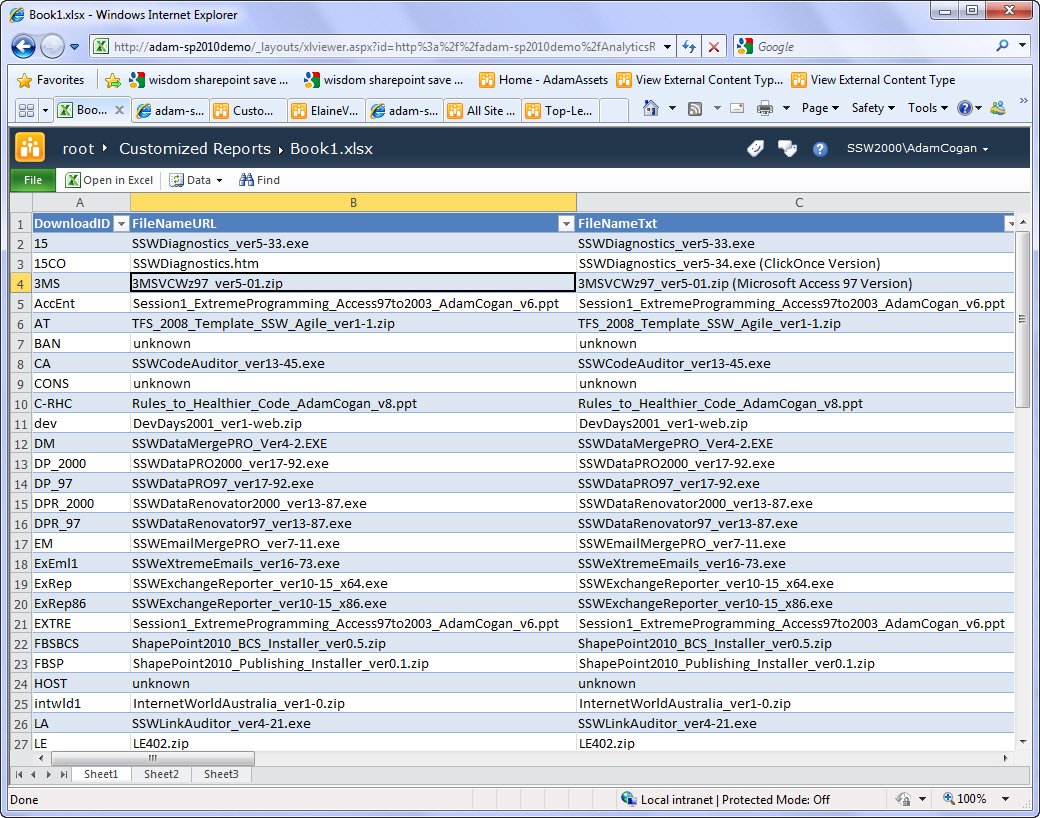 Book1.xlsx - Windows Internet Explorer
http://adam-sp2010demo/_layouts/xlviewer.aspx?id=http%3a%2f%2fadam-sp2010demo%2fAnalyticsR Google
Favorites wisdom sharepoint save ... wisdom sharepoint save ... Home - AdamAssets View External Content Typ... View External Content Type
Boo... adam-s... Custo... ElaineV... adam-s... All Site ... Top-Le... Page Safety Tools
root Customized Reports Book1.xlsx SSW2000\AdamCogan
File Open in Excel Data Find
A B C
1 DownloadID FileNameURL FileNameTxt
2 15 SSWDiagnostics_ver5-33.exe SSWDiagnostics_ver5-33.exe
3 15CO SSWDiagnostics.htm SSWDiagnostics_ver5-34.exe (ClickOnce Version)
4 3MS 3MSVCWz97_ver5-01.zip 3MSVCWz97_ver5-01.zip (Microsoft Access 97 Version)
5 AccEnt Session1_ExtremeProgramming_Access97to2003_AdamCogan_v6.ppt Session1_ExtremeProgramming_Access97to2003_AdamCogan_v6.ppt
6 AT TFS_2008_Template_SSW_Agile_ver1-1.zip TFS_2008_Template_SSW_Agile_ver1-1.zip
7 BAN unknown unknown
8 CA SSWCodeAuditor_ver13-45.exe SSWCodeAuditor_ver13-45.exe
9 CONS unknown unknown
10 C-RHC Rules_to_Healthier_Code_AdamCogan_v8.ppt Rules_to_Healthier_Code_AdamCogan_v8.ppt
11 dev DevDays2001_ver1-web.zip DevDays2001_ver1-web.zip
12 DM SSWDataMergePRO_Ver4-2.EXE SSWDataMergePRO_Ver4-2.EXE
13 DP_2000 SSWDataPRO2000_ver17-92.exe SSWDataPRO2000_ver17-92.exe
14 DP_97 SSWDataPRO97_ver17-92.exe SSWDataPRO97_ver17-92.exe
15 DPR_2000 SSWDataRenovator2000_ver13-87.exe SSWDataRenovator2000_ver13-87.exe
16 DPR_97 SSWDataRenovator97_ver13-87.exe SSWDataRenovator97_ver13-87.exe
17 EM SSWEmailMergePRO_ver7-11.exe SSWEmailMergePRO_ver7-11.exe
18 ExEml1 SSWeXtremeEmails_ver16-73.exe SSWeXtremeEmails_ver16-73.exe
19 ExRep SSWExchangeReporter_ver10-15_x64.exe SSWExchangeReporter_ver10-15_x64.exe
20 ExRep86 SSWExchangeReporter_ver10-15_x86.exe SSWExchangeReporter_ver10-15_x86.exe
21 EXTRE Session1_ExtremeProgramming_Access97to2003_AdamCogan_v6.ppt Session1_ExtremeProgramming_Access97to2003_AdamCogan_v6.ppt
22 FBSBCS ShapePoint2010_BCS_Installer_ver0.5.zip ShapePoint2010_BCS_Installer_ver0.5.zip
23 FBSP ShapePoint2010_Publishing_Installer_ver0.1.zip ShapePoint2010_Publishing_Installer_ver0.1.zip
24 HOST unknown unknown
25 intwld1 InternetWorldAustralia_ver1-0.zip InternetWorldAustralia_ver1-0.zip
26 LA SSWLinkAuditor_ver4-21.exe SSWLinkAuditor_ver4-21.exe
27 LE LE402.zip LE402.zip
Sheet1 Sheet2 Sheet3
Done Local intranet | Protected Mode: Off 100%